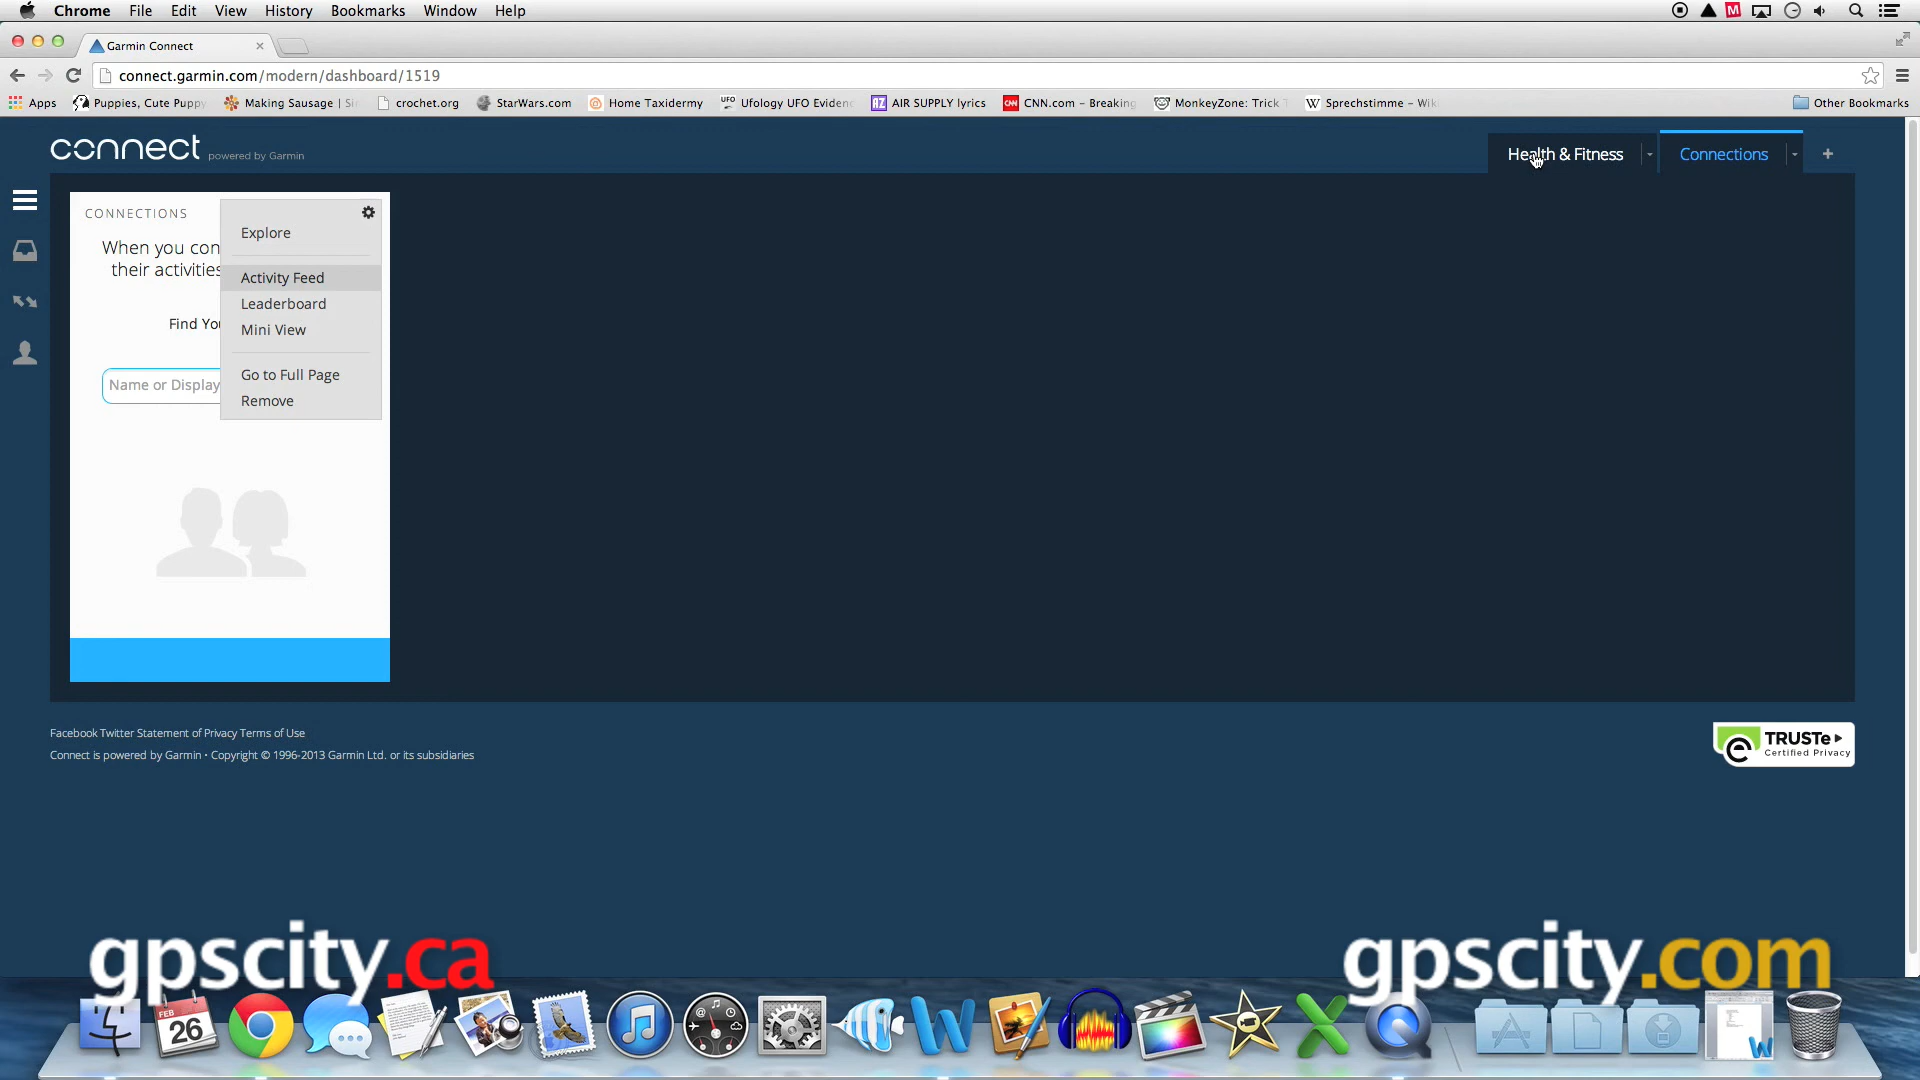 Chrome File Edit View History Bookmarks Window Help
Garmin Connect
connect.garmin.com/modern/dashboard/1519
Apps Puppies, Cute Puppy Making Sausage | Si crochet.org StarWars.com Home Taxidermy UFO Ufology UFO Evidenc AZ AIR SUPPLY lyrics CNN CNN.com – Breaking MonkeyZone: Trick T W Sprechstimme – Wik Other Bookmarks
connect powered by Garmin
Health & Fitness Connections +
CONNECTIONS
When you con
their activities
Find You
Name or Display
Explore
Activity Feed
Leaderboard
Mini View
Go to Full Page
Remove
Facebook Twitter Statement of Privacy Terms of Use
Connect is powered by Garmin • Copyright © 1996-2013 Garmin Ltd. or its subsidiaries
TRUSTe
Certified Privacy
gpscity.ca
gpscity.com
FEB
26